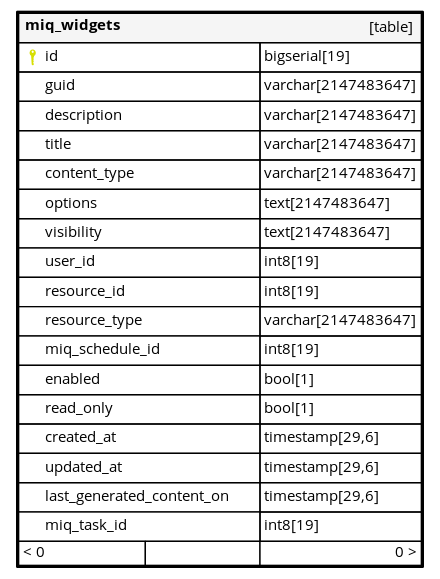 miq_widgets [table]
id bigserial[19]
guid varchar[2147483647]
description varchar[2147483647]
title varchar[2147483647]
content_type varchar[2147483647]
options text[2147483647]
visibility text[2147483647]
user_id int8[19]
resource_id int8[19]
resource_type varchar[2147483647]
miq_schedule_id int8[19]
enabled bool[1]
read_only bool[1]
created_at timestamp[29,6]
updated_at timestamp[29,6]
last_generated_content_on timestamp[29,6]
miq_task_id int8[19]
< 0 0 >